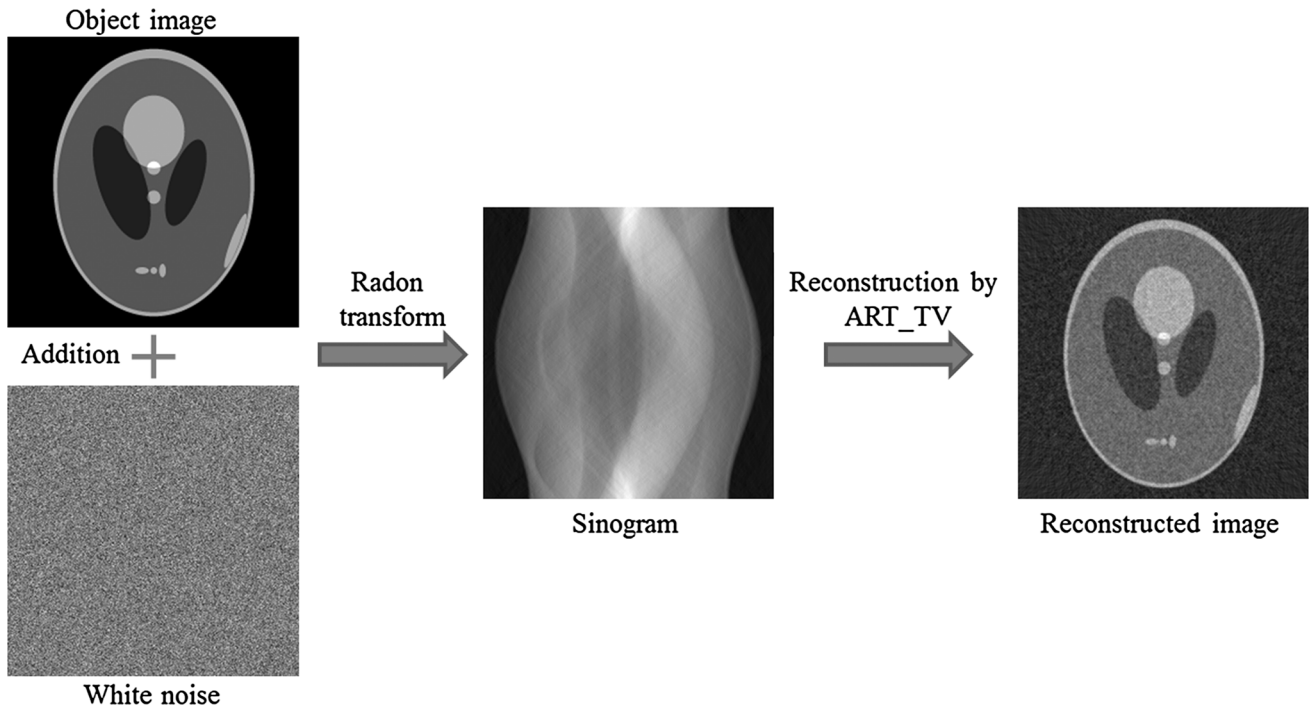 Object image
Addition
White noise
Radon
transform
Sinogram
Reconstruction by
ART_TV
Reconstructed image